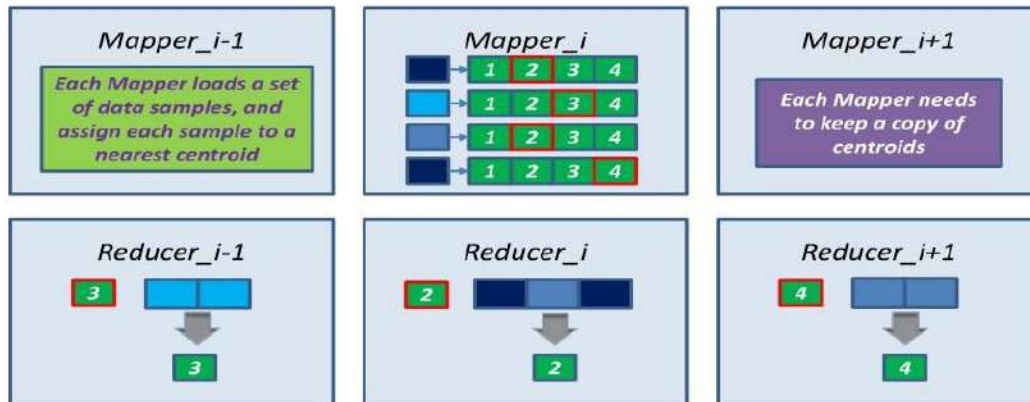 Mapper_i-1
Each Mapper loads a set
of data samples, and
assign each sample to a
nearest centroid
Mapper_i
1 2 3 4
1 2 3 4
1 2 3 4
1 2 3 4
Mapper_i+1
Each Mapper needs
to keep a copy of
centroids
Reducer_i-1
3
3
Reducer_i
2
2
Reducer_i+1
4
4